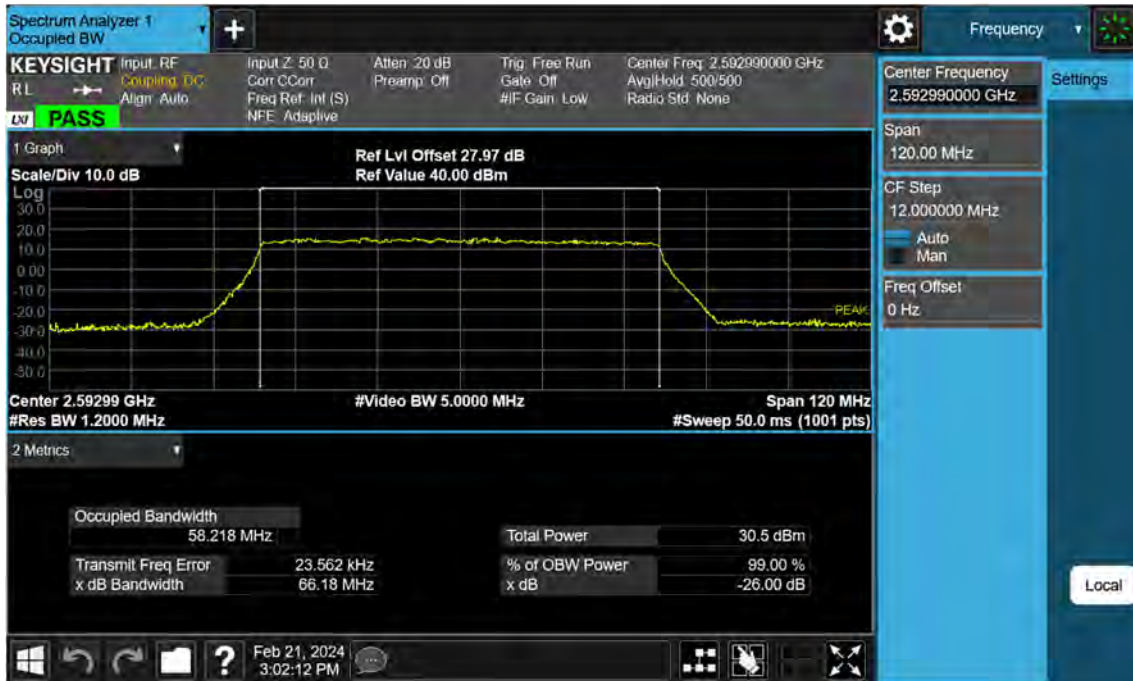 Spectrum Analyzer 1
Occupied BW
+
Frequency
KEYSIGHT
RL
LXI
PASS
Input: RF
Coupling: DC
Align: Auto
Input Z: 50 Ω
Corr CCorr
Freq Ref: Int (S)
NFE: Adaptive
Atten: 20 dB
Preamp: Off
Trig: Free Run
Gate: Off
#IF Gain: Low
Center Freq: 2.592990000 GHz
Avg|Hold: 500/500
Radio Std: None
1 Graph
Scale/Div 10.0 dB
Ref Lvl Offset 27.97 dB
Ref Value 40.00 dBm
Log
30.0
20.0
10.0
0.00
-10.0
-20.0
-30.0
-40.0
-50.0
PEAK
Center 2.59299 GHz
#Video BW 5.0000 MHz
Span 120 MHz
#Res BW 1.2000 MHz
#Sweep 50.0 ms (1001 pts)
2 Metrics
Occupied Bandwidth
58.218 MHz
Total Power 30.5 dBm
Transmit Freq Error 23.562 kHz
% of OBW Power 99.00 %
x dB Bandwidth 66.18 MHz
x dB -26.00 dB
?
Feb 21, 2024
3:02:12 PM
Center Frequency
2.592990000 GHz
Settings
Span
120.00 MHz
CF Step
12.000000 MHz
Auto
Man
Freq Offset
0 Hz
Local